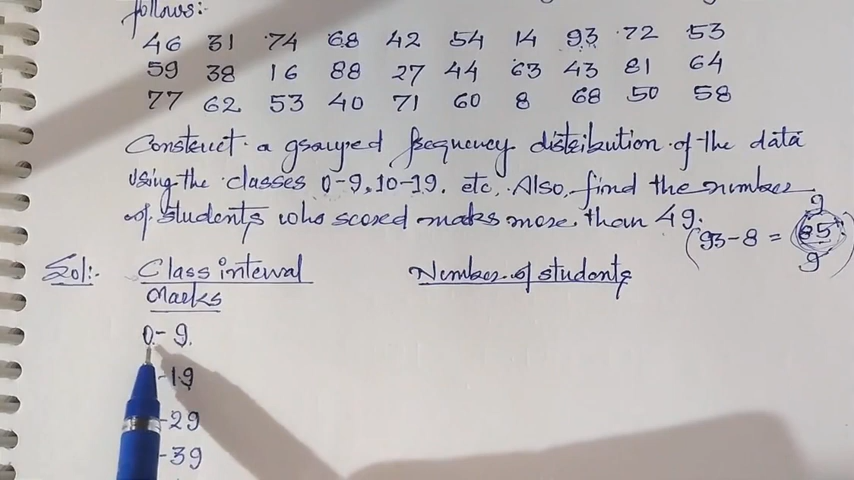 follows:-
46 31 74 68 42 54 14 93 72 53
59 38 16 88 27 44 63 43 81 64
77 62 53 40 71 60 8 68 50 58
Construct a grouped frequency distribution of the data
using the classes 0-9, 10-19, etc. Also, find the number
of students who scored maks more than 49.
(93-8 = 85)
9
9
Sol:- Class interval Number of students
Marks
0-9
-19
-29
-39